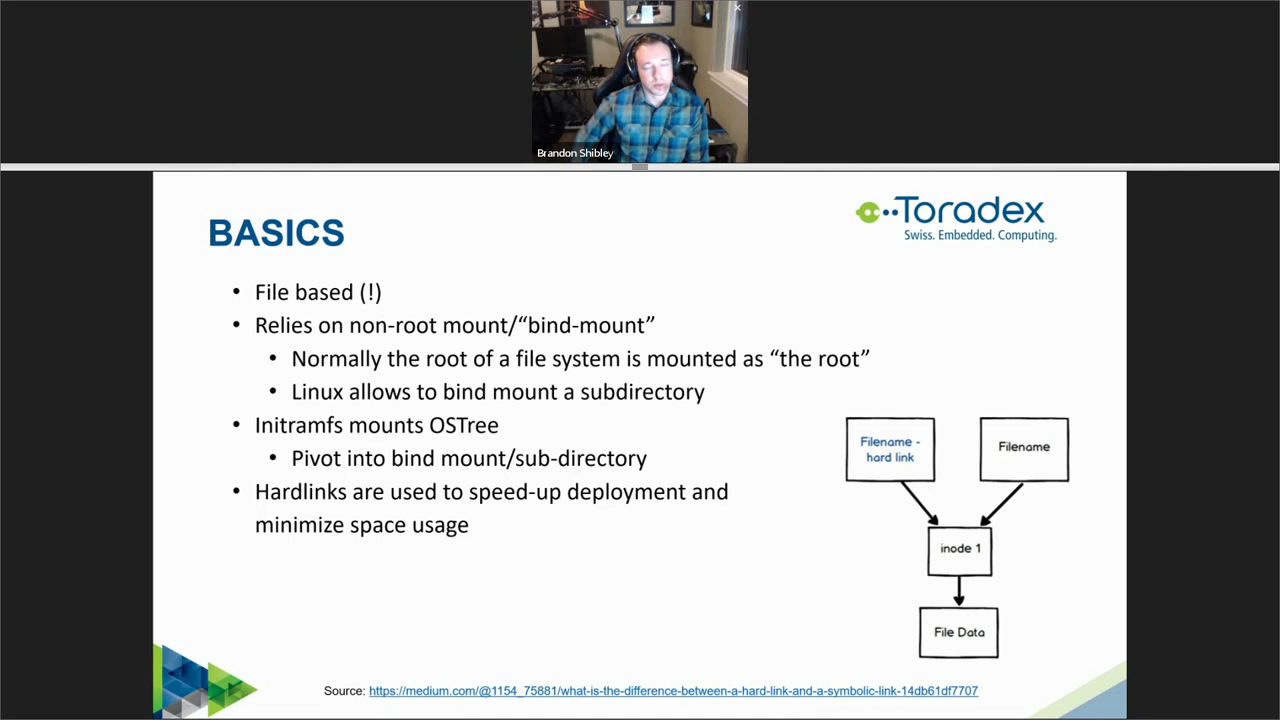 Brandon Shibley
BASICS
Toradex
Swiss. Embedded. Computing.
• File based (!)
• Relies on non-root mount/“bind-mount”
• Normally the root of a file system is mounted as “the root”
• Linux allows to bind mount a subdirectory
• Initramfs mounts OSTree
• Pivot into bind mount/sub-directory
• Hardlinks are used to speed-up deployment and
minimize space usage
Filename -
hard link
Filename
inode 1
File Data
Source: https://medium.com/@1154_75881/what-is-the-difference-between-a-hard-link-and-a-symbolic-link-14db61df7707